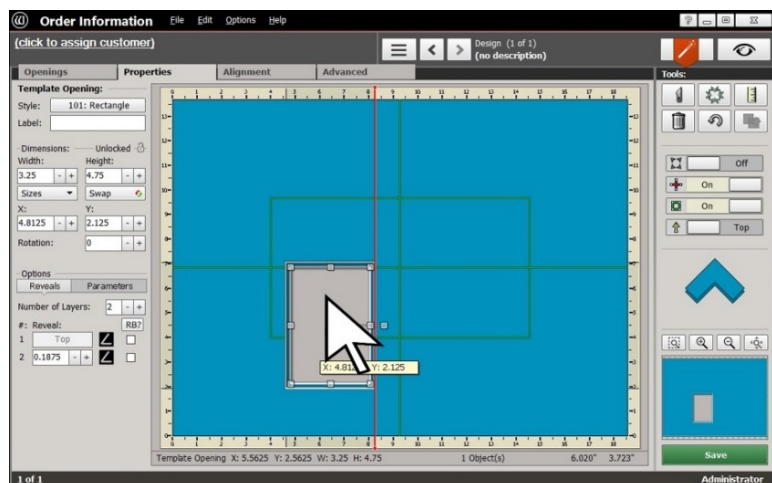 Order Information File Edit Options Help
(click to assign customer)
Design (1 of 1)
(no description)
Openings Properties Alignment Advanced
Tools:
Template Opening:
Style: 101: Rectangle
Label:
Dimensions: Unlocked
Width: Height:
3.25 - + 4.75 - +
Sizes Swap
X: Y:
4.8125 - + 2.125 - +
Rotation: 0 - +
Options
Reveals Parameters
Number of Layers: 2 - +
#: Reveal: RB?
1 Top
2 0.1875 - +
Off
On
On
Top
X: 4.812 Y: 2.125
Template Opening X: 5.5625 Y: 2.5625 W: 3.25 H: 4.75 1 Object(s) 6.020" 3.723"
Save
1 of 1 Administrator